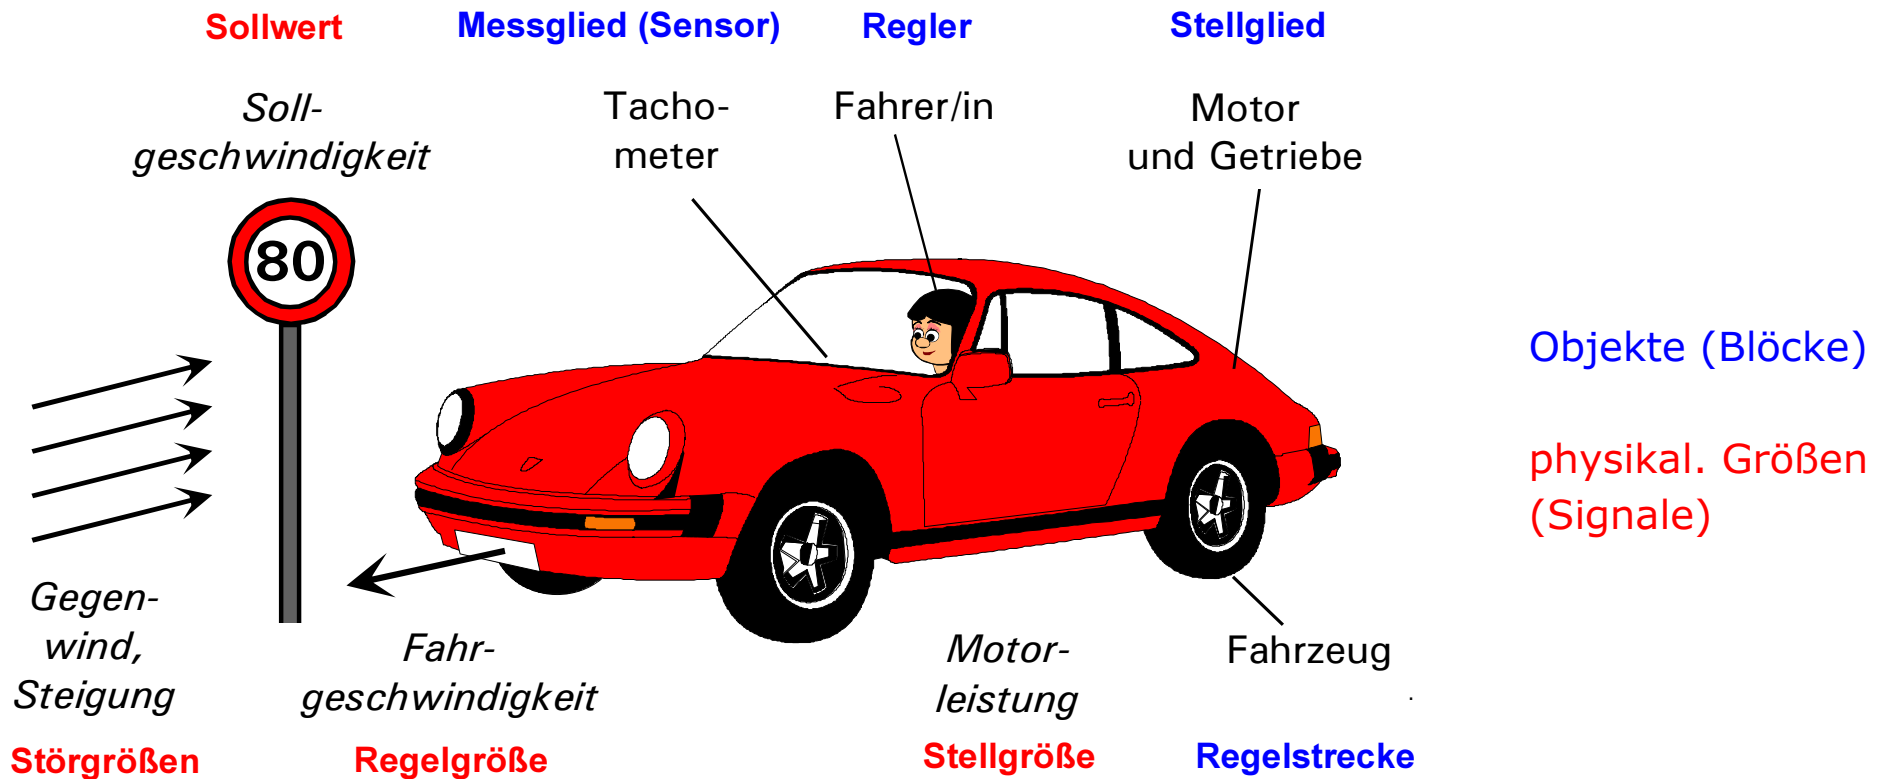 Sollwert
Messglied (Sensor)
Regler
Stellglied
Soll-
geschwindigkeit
Tacho-
meter
Fahrer/in
Motor
und Getriebe
80
Objekte (Blöcke)
physikal. Größen
(Signale)
Gegen-
wind,
Steigung
Fahr-
geschwindigkeit
Motor-
leistung
Fahrzeug
Störgrößen
Regelgröße
Stellgröße
Regelstrecke